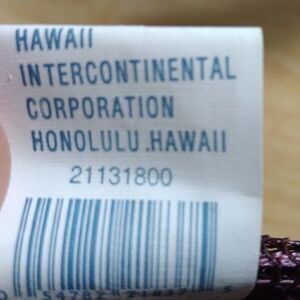 HAWAII
INTERCONTINENTAL
CORPORATION
HONOLULU.HAWAII
21131800